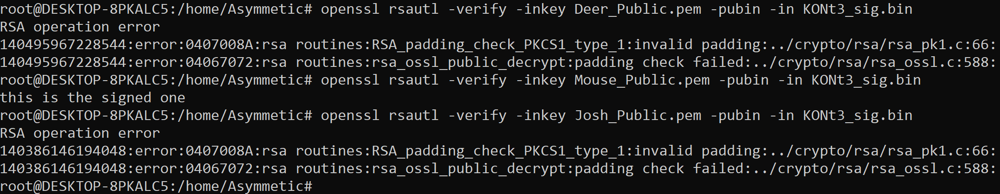 root@DESKTOP-8PKALC5:/home/Asymmetic# openssl rsautl -verify -inkey Deer_Public.pem -pubin -in KONt3_sig.bin
RSA operation error
140495967228544:error:0407008A:rsa routines:RSA_padding_check_PKCS1_type_1:invalid padding:../crypto/rsa/rsa_pk1.c:66:
140495967228544:error:04067072:rsa routines:rsa_ossl_public_decrypt:padding check failed:../crypto/rsa/rsa_ossl.c:588:
root@DESKTOP-8PKALC5:/home/Asymmetic# openssl rsautl -verify -inkey Mouse_Public.pem -pubin -in KONt3_sig.bin
this is the signed one
root@DESKTOP-8PKALC5:/home/Asymmetic# openssl rsautl -verify -inkey Josh_Public.pem -pubin -in KONt3_sig.bin
RSA operation error
140386146194048:error:0407008A:rsa routines:RSA_padding_check_PKCS1_type_1:invalid padding:../crypto/rsa/rsa_pk1.c:66:
140386146194048:error:04067072:rsa routines:rsa_ossl_public_decrypt:padding check failed:../crypto/rsa/rsa_ossl.c:588:
root@DESKTOP-8PKALC5:/home/Asymmetic#